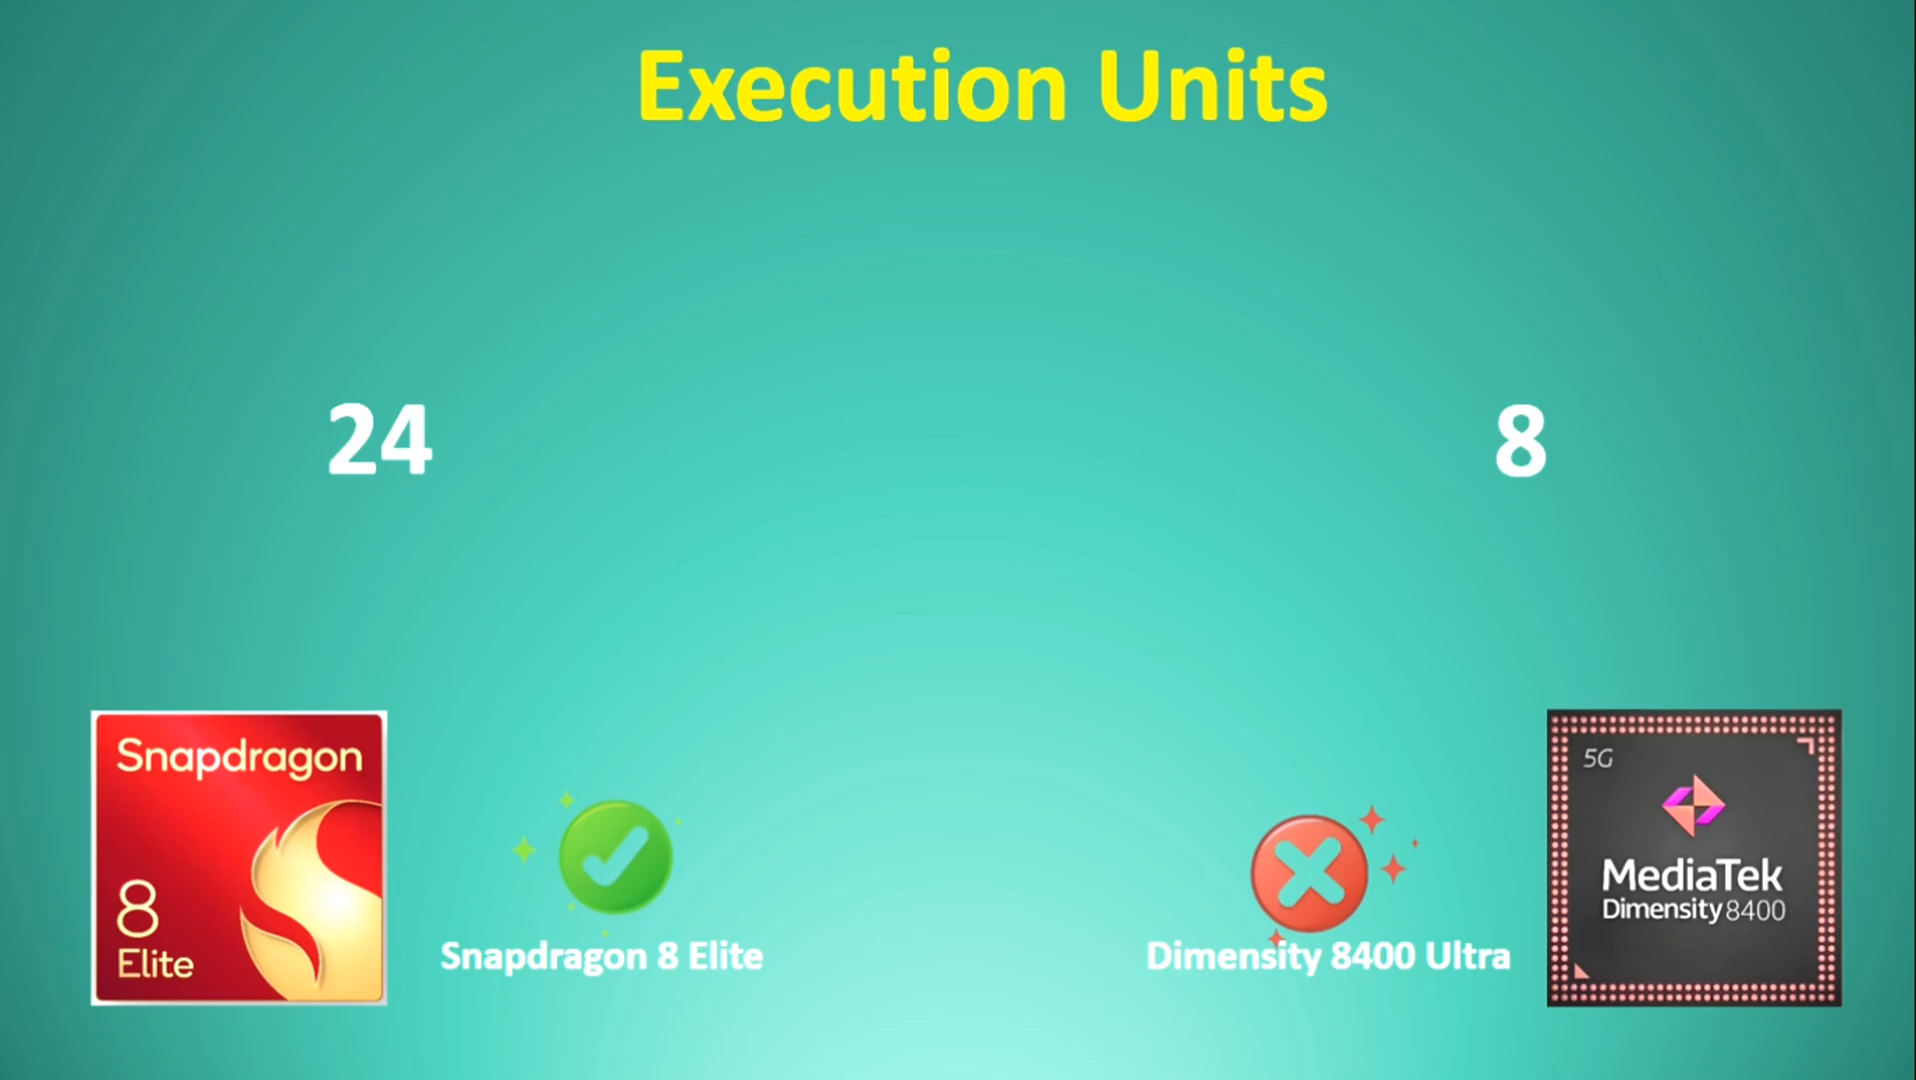 Execution Units
24
8
Snapdragon
8
Elite
Snapdragon 8 Elite
Dimensity 8400 Ultra
5G
MediaTek
Dimensity 8400